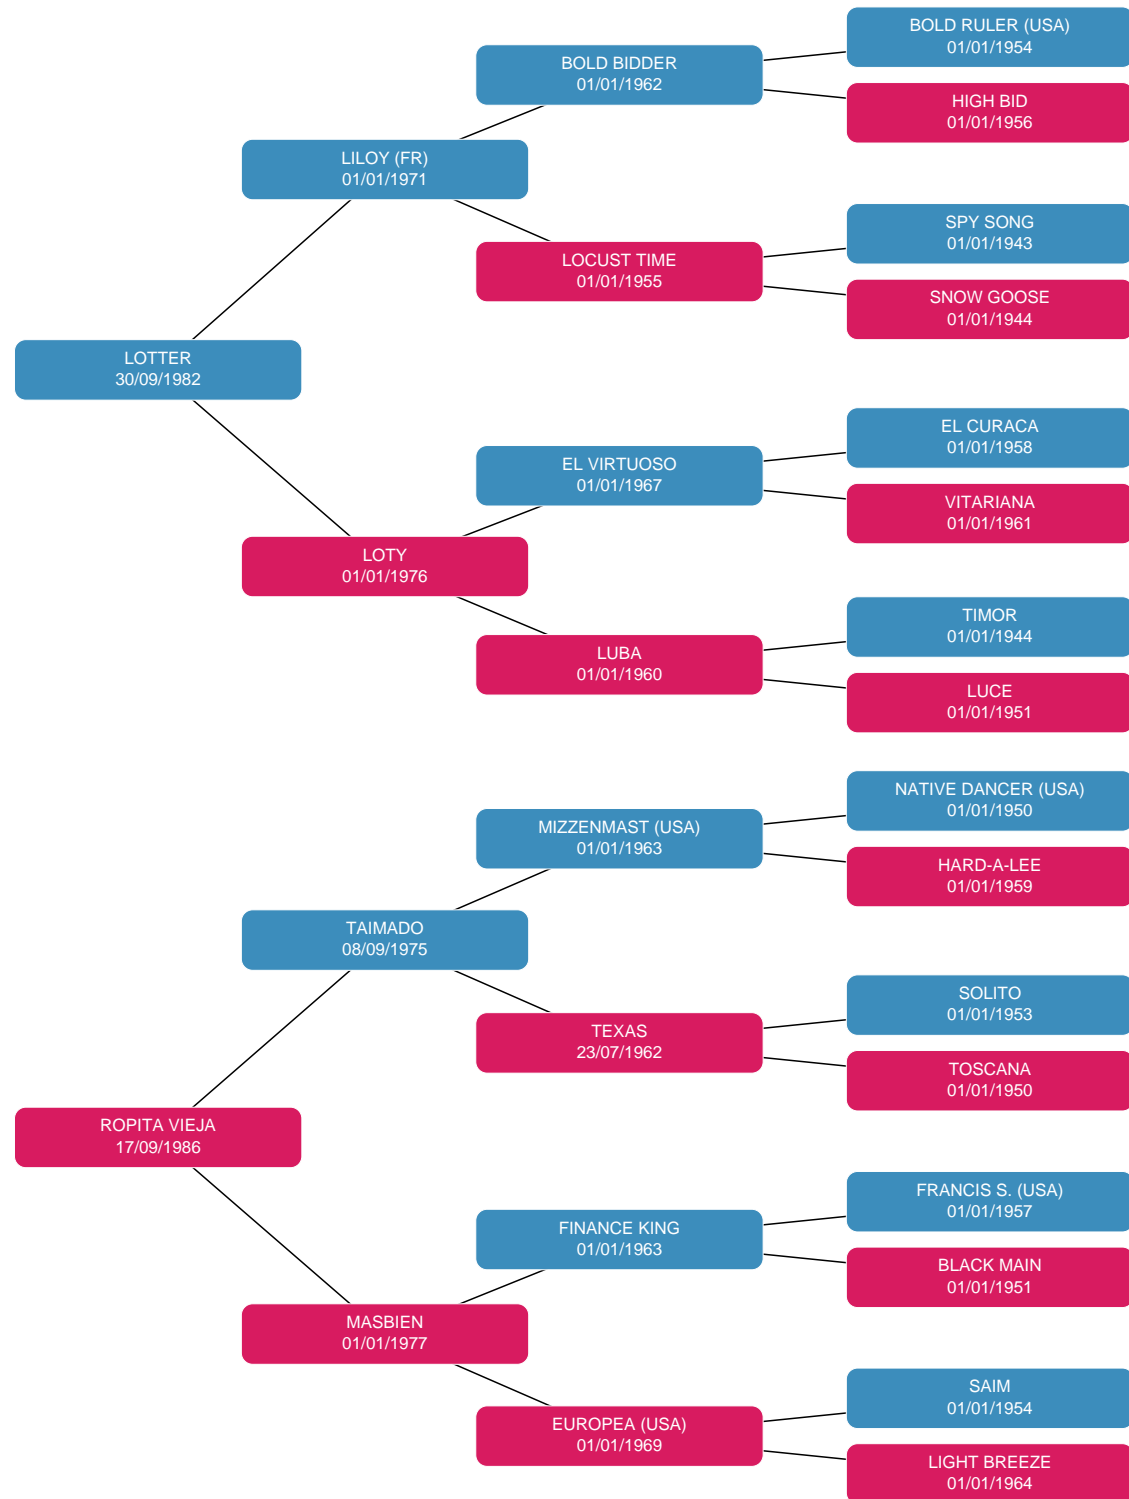 BOLD RULER (USA)
01/01/1954
BOLD BIDDER
01/01/1962
HIGH BID
01/01/1956
LILOY (FR)
01/01/1971
SPY SONG
01/01/1943
LOCUST TIME
01/01/1955
SNOW GOOSE
01/01/1944
LOTTER
30/09/1982
EL CURACA
01/01/1958
EL VIRTUOSO
01/01/1967
VITARIANA
01/01/1961
LOTY
01/01/1976
TIMOR
01/01/1944
LUBA
01/01/1960
LUCE
01/01/1951
NATIVE DANCER (USA)
01/01/1950
MIZZENMAST (USA)
01/01/1963
HARD-A-LEE
01/01/1959
TAIMADO
08/09/1975
SOLITO
01/01/1953
TEXAS
23/07/1962
TOSCANA
01/01/1950
ROPITA VIEJA
17/09/1986
FRANCIS S. (USA)
01/01/1957
FINANCE KING
01/01/1963
BLACK MAIN
01/01/1951
MASBIEN
01/01/1977
SAIM
01/01/1954
EUROPEA (USA)
01/01/1969
LIGHT BREEZE
01/01/1964